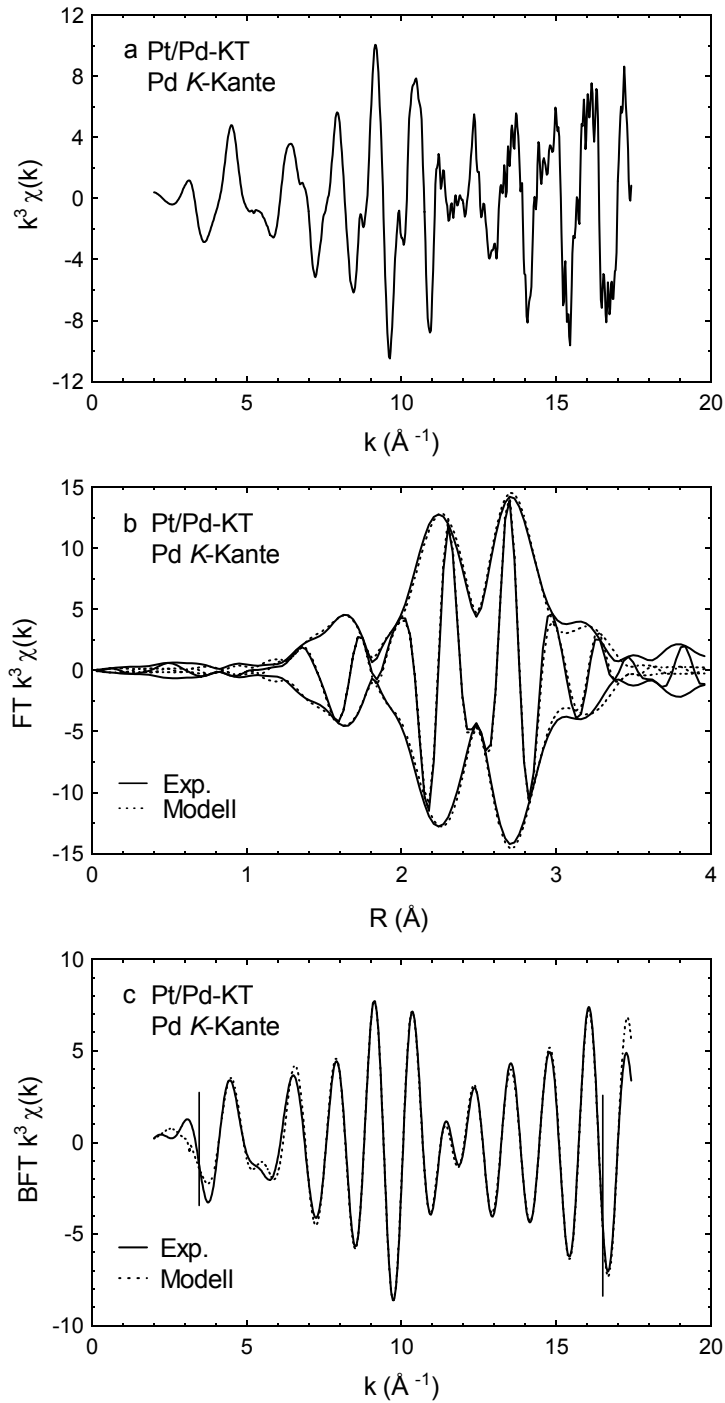 12
8
4
0
-4
-8
-12
a Pt/Pd-KT
Pd K-Kante
k³ χ(k)
0 5 10 15 20
k (Å ⁻¹)
15
10
5
0
-5
-10
-15
b Pt/Pd-KT
Pd K-Kante
FT k³ χ(k)
Exp.
Modell
0 1 2 3 4
R (Å)
10
5
0
-5
-10
c Pt/Pd-KT
Pd K-Kante
BFT k³ χ(k)
Exp.
Modell
0 5 10 15 20
k (Å ⁻¹)